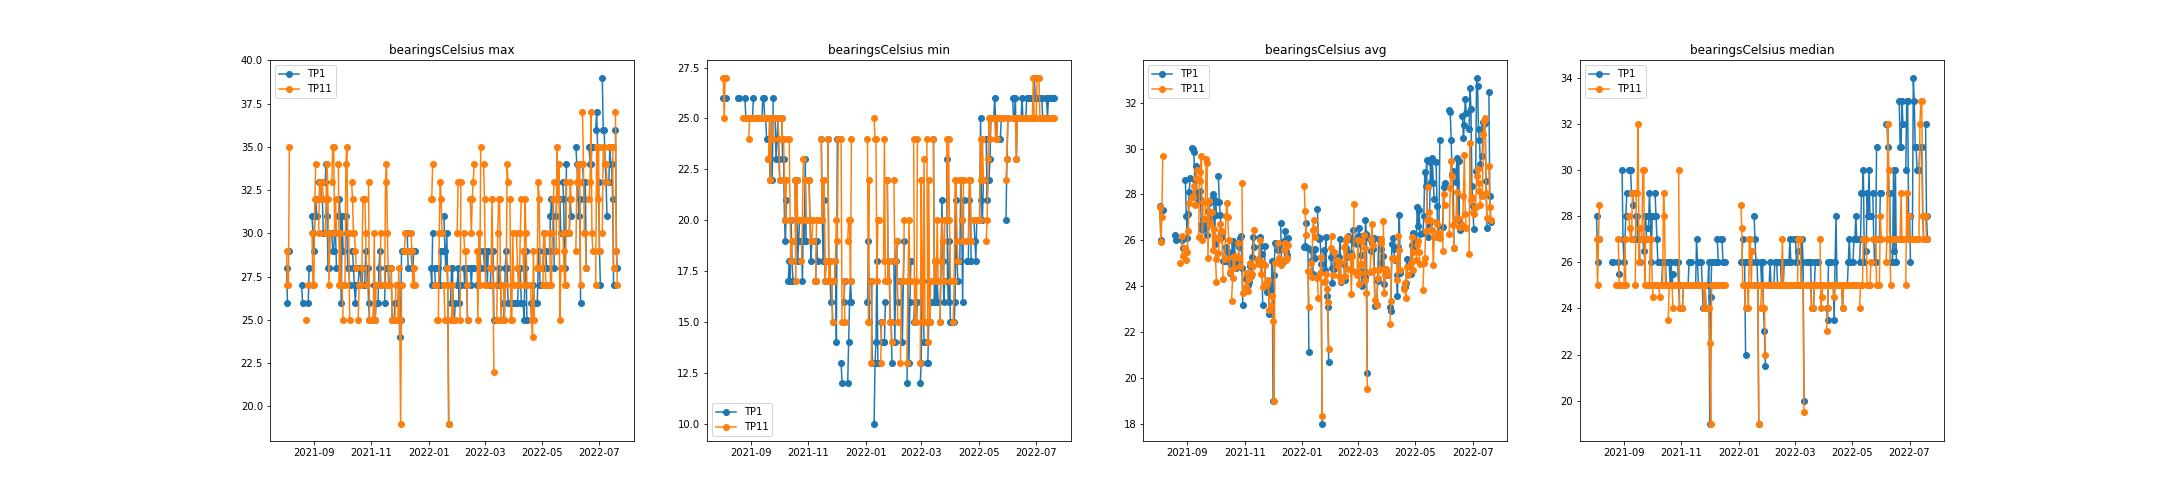 bearingsCelsius max
TP1
TP11
40.0
37.5
35.0
32.5
30.0
27.5
25.0
22.5
20.0
2021-09 2021-11 2022-01 2022-03 2022-05 2022-07
bearingsCelsius min
27.5
25.0
22.5
20.0
17.5
15.0
12.5
10.0
TP1
TP11
2021-09 2021-11 2022-01 2022-03 2022-05 2022-07
bearingsCelsius avg
TP1
TP11
32
30
28
26
24
22
20
18
2021-09 2021-11 2022-01 2022-03 2022-05 2022-07
bearingsCelsius median
TP1
TP11
34
32
30
28
26
24
22
20
2021-09 2021-11 2022-01 2022-03 2022-05 2022-07